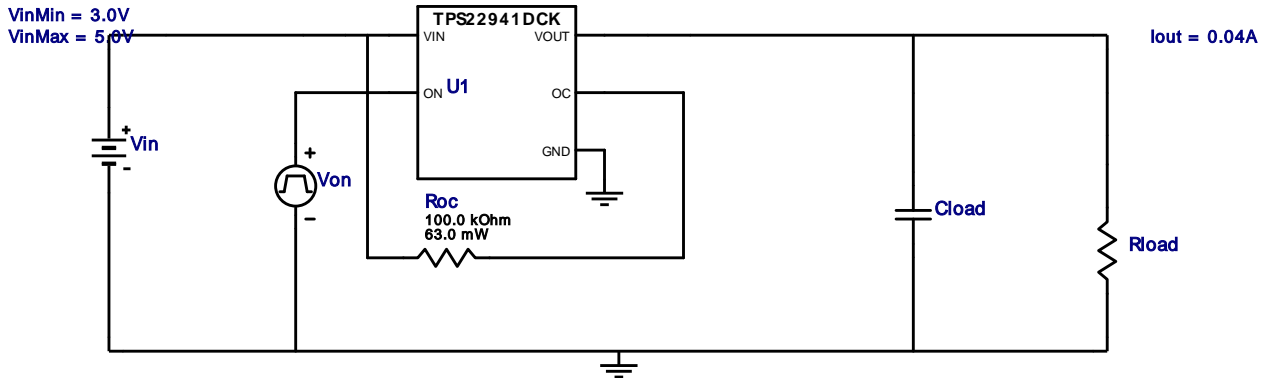 VinMin = 3.0V
VinMax = 5.0V
TPS22941DCK
VIN
VOUT
Iout = 0.04A
ON
U1
OC
+
Vin
-
GND
+
Von
-
Roc
100.0 kOhm
63.0 mW
Cload
Rload